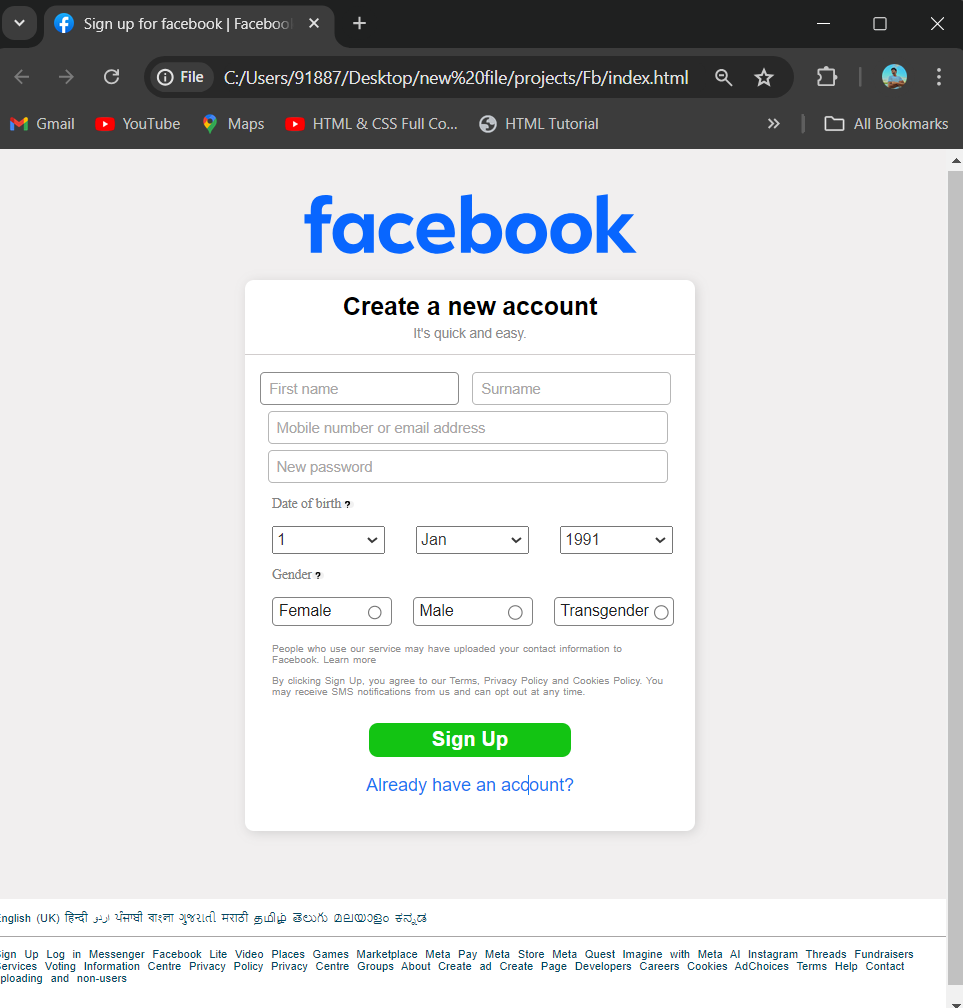 Sign up for facebook | Facebook
File C:/Users/91887/Desktop/new%20file/projects/Fb/index.html
Gmail YouTube Maps HTML & CSS Full Co... HTML Tutorial » All Bookmarks
facebook
Create a new account
It's quick and easy.
First name Surname
Mobile number or email address
New password
Date of birth ?
1 Jan 1991
Gender ?
Female Male Transgender
People who use our service may have uploaded your contact information to
Facebook. Learn more
By clicking Sign Up, you agree to our Terms, Privacy Policy and Cookies Policy. You
may receive SMS notifications from us and can opt out at any time.
Sign Up
Already have an account?
English (UK) हिन्दी اردو ਪੰਜਾਬੀ বাংলা ગુજરાતી मराठी தமிழ் తెలుగు മലയാളം ಕನ್ನಡ
Sign Up Log in Messenger Facebook Lite Video Places Games Marketplace Meta Pay Meta Store Meta Quest Imagine with Meta AI Instagram Threads Fundraisers
Services Voting Information Centre Privacy Policy Privacy Centre Groups About Create ad Create Page Developers Careers Cookies AdChoices Terms Help Contact
uploading and non-users